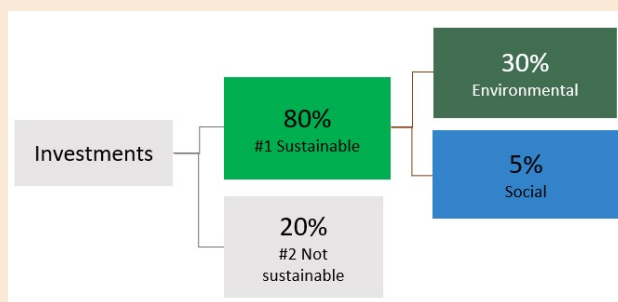 Investments
80%
#1 Sustainable
20%
#2 Not
sustainable
30%
Environmental
5%
Social